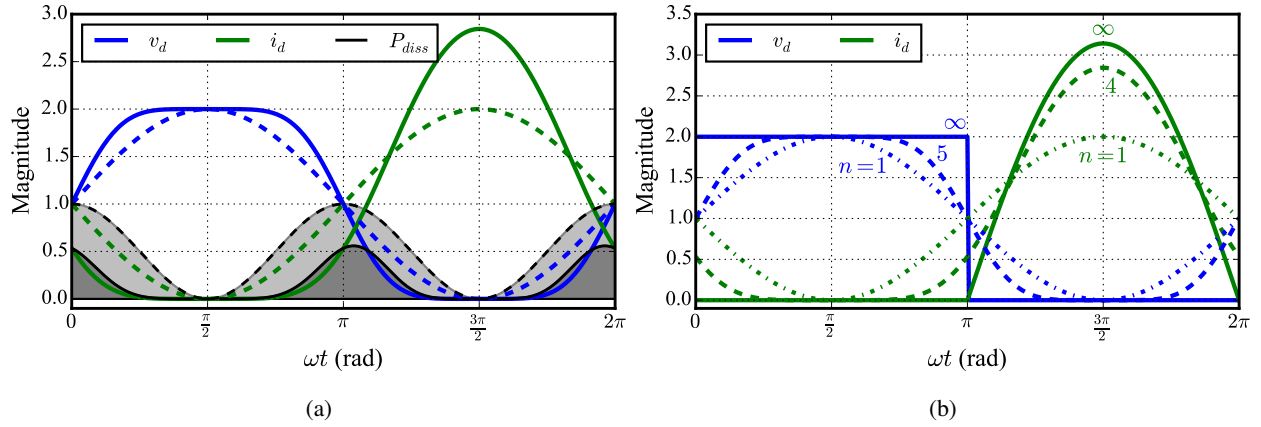 3.0
2.5
2.0
1.5
1.0
0.5
0.0
Magnitude
v_d i_d P_diss
0 π/2 π 3π/2 2π
ωt (rad)
(a)
3.5
3.0
2.5
2.0
1.5
1.0
0.5
0.0
Magnitude
v_d i_d
∞
4
∞
5
n=1
n=1
0 π/2 π 3π/2 2π
ωt (rad)
(b)